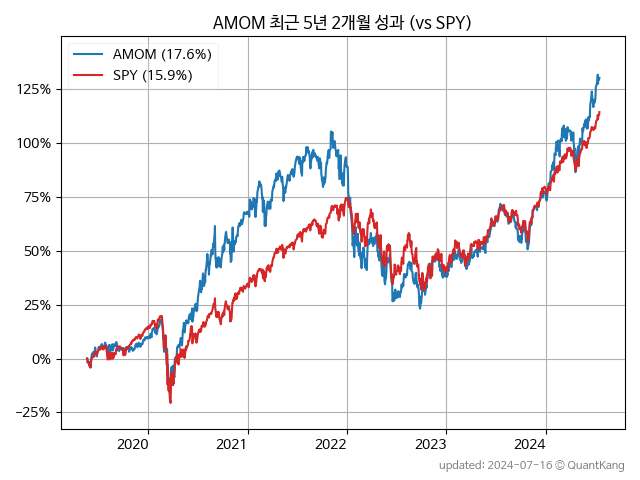 AMOM 최근 5년 2개월 성과 (vs SPY)
AMOM (17.6%)
SPY (15.9%)
125%
100%
75%
50%
25%
0%
−25%
2020 2021 2022 2023 2024
updated: 2024-07-16 © QuantKang